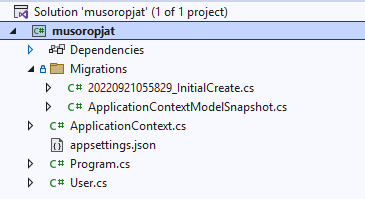 Solution 'musoropjat' (1 of 1 project)
C# musoropjat
Dependencies
Migrations
C# 20220921055829_InitialCreate.cs
C# ApplicationContextModelSnapshot.cs
C# ApplicationContext.cs
appsettings.json
C# Program.cs
C# User.cs